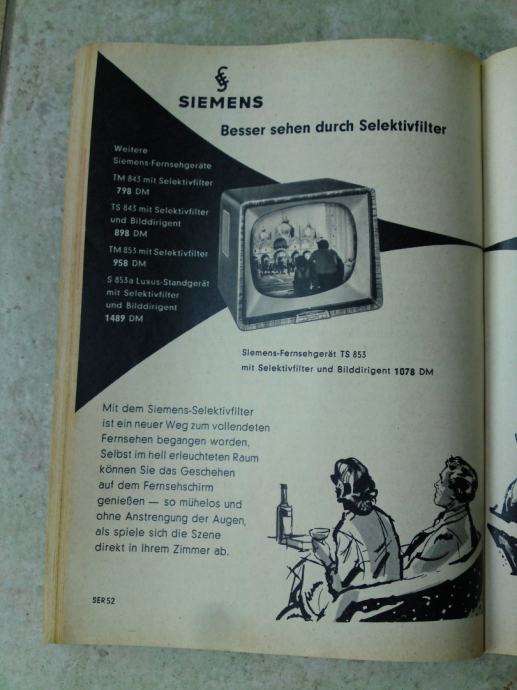 SIEMENS
Besser sehen durch Selektivfilter
Weitere
Siemens-Fernsehgeräte
TM 843 mit Selektivfilter
798 DM
TS 843 mit Selektivfilter
und Bilddirigent
898 DM
TM 853 mit Selektivfilter
958 DM
S 853a Luxus-Standgerät
mit Selektivfilter
und Bilddirigent
1489 DM
Siemens-Fernsehgerät TS 853
mit Selektivfilter und Bilddirigent 1078 DM
Mit dem Siemens-Selektivfilter
ist ein neuer Weg zum vollendeten
Fernsehen begangen worden,
Selbst im hell erleuchteten Raum
können Sie das Geschehen
auf dem Fernsehschirm
genießen — so mühelos und
ohne Anstrengung der Augen,
als spiele sich die Szene
direkt in Ihrem Zimmer ab.
SER 52